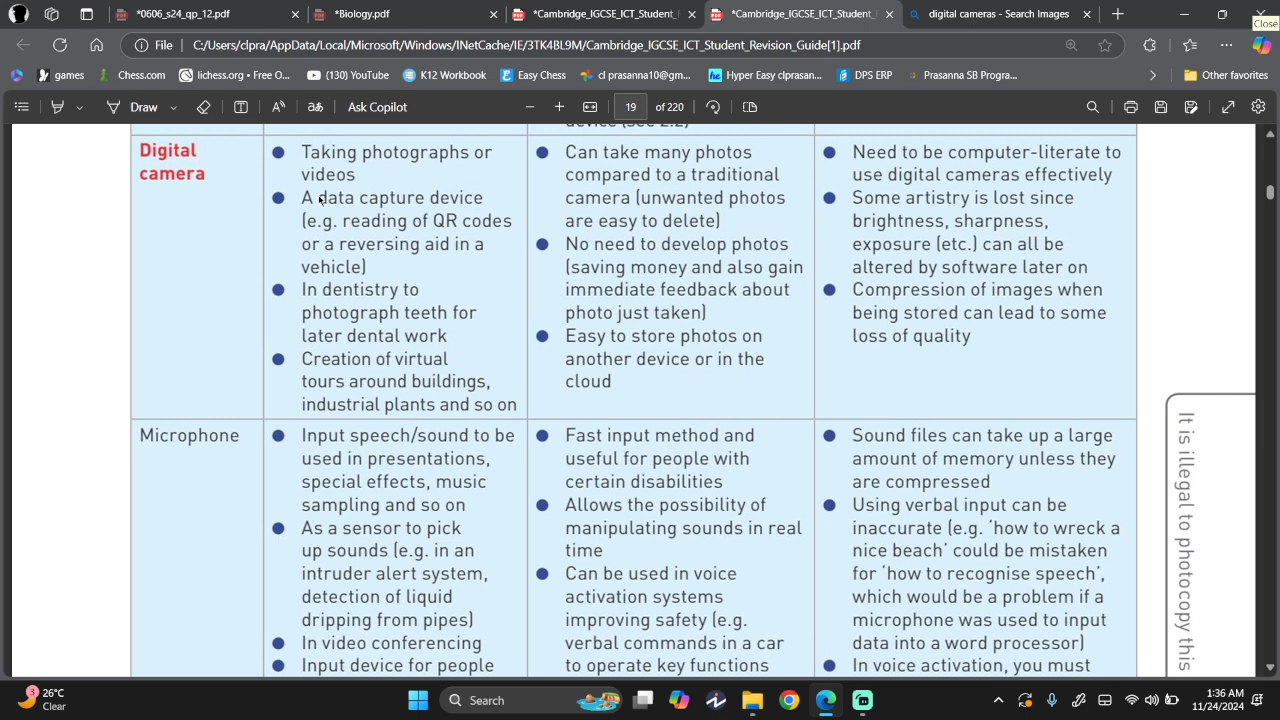 *0606_s24_qp_12.pdf
*Biology.pdf
*Cambridge_IGCSE_ICT_Student_
*Cambridge_IGCSE_ICT_Student_
digital cameras - Search Images
Close
File
C:/Users/clpra/AppData/Local/Microsoft/Windows/INetCache/IE/3TK4BL9M/Cambridge_IGCSE_ICT_Student_Revision_Guide[1].pdf
games
Chess.com
lichess.org • Free O...
(130) YouTube
K12 Workbook
Easy Chess
cl prasanna10@gm...
Hyper Easy clprasan...
DPS ERP
Prasanna SB Progra...
Other favorites
Draw
Ask Copilot
19 of 220
Digital
camera
Taking photographs or
videos
A data capture device
(e.g. reading of QR codes
or a reversing aid in a
vehicle)
In dentistry to
photograph teeth for
later dental work
Creation of virtual
tours around buildings,
industrial plants and so on
device (sec 2.2)
Can take many photos
compared to a traditional
camera (unwanted photos
are easy to delete)
No need to develop photos
(saving money and also gain
immediate feedback about
photo just taken)
Easy to store photos on
another device or in the
cloud
Need to be computer-literate to
use digital cameras effectively
Some artistry is lost since
brightness, sharpness,
exposure (etc.) can all be
altered by software later on
Compression of images when
being stored can lead to some
loss of quality
Microphone
Input speech/sound to be
used in presentations,
special effects, music
sampling and so on
As a sensor to pick
up sounds (e.g. in an
intruder alert system,
detection of liquid
dripping from pipes)
In video conferencing
Input device for people
Fast input method and
useful for people with
certain disabilities
Allows the possibility of
manipulating sounds in real
time
Can be used in voice
activation systems
improving safety (e.g.
verbal commands in a car
to operate key functions
Sound files can take up a large
amount of memory unless they
are compressed
Using verbal input can be
inaccurate (e.g. 'how to wreck a
nice beach' could be mistaken
for 'how to recognise speech',
which would be a problem if a
microphone was used to input
data into a word processor)
In voice activation, you must
It is illegal to photocopy this
3
26°C
Clear
Search
1:36 AM
11/24/2024